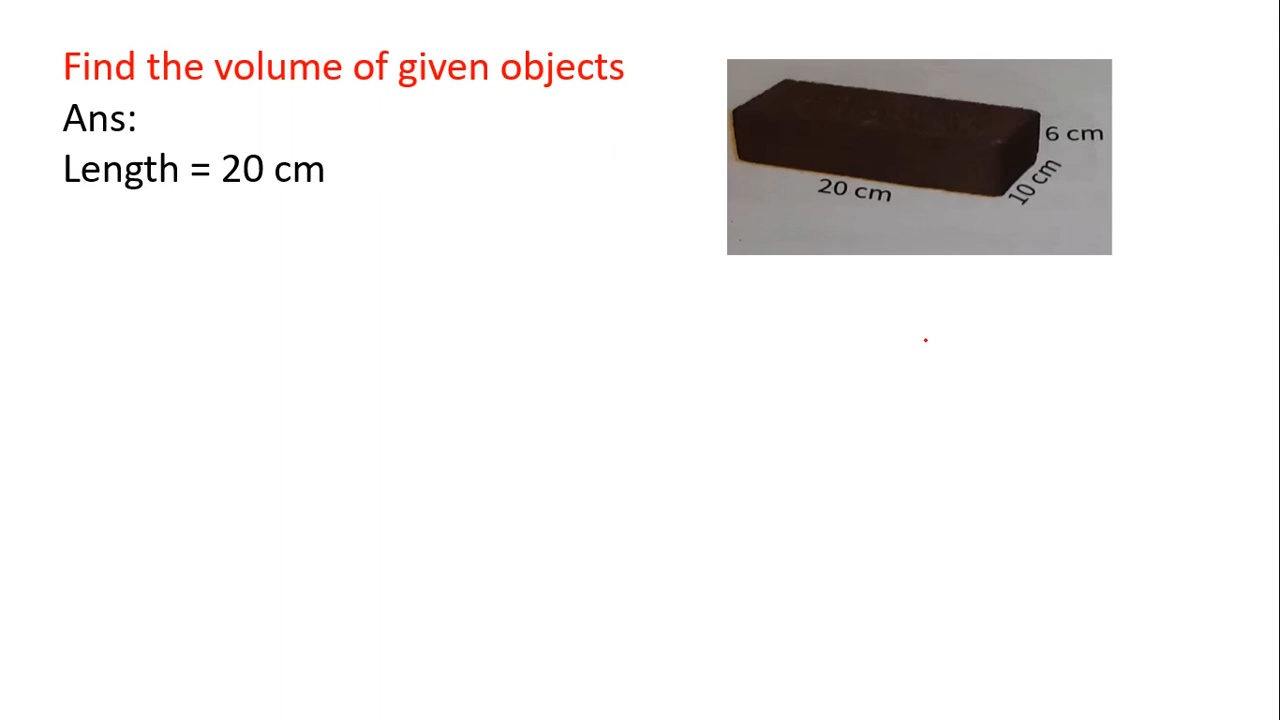 Find the volume of given objects
Ans:
Length = 20 cm
6 cm
10 cm
20 cm